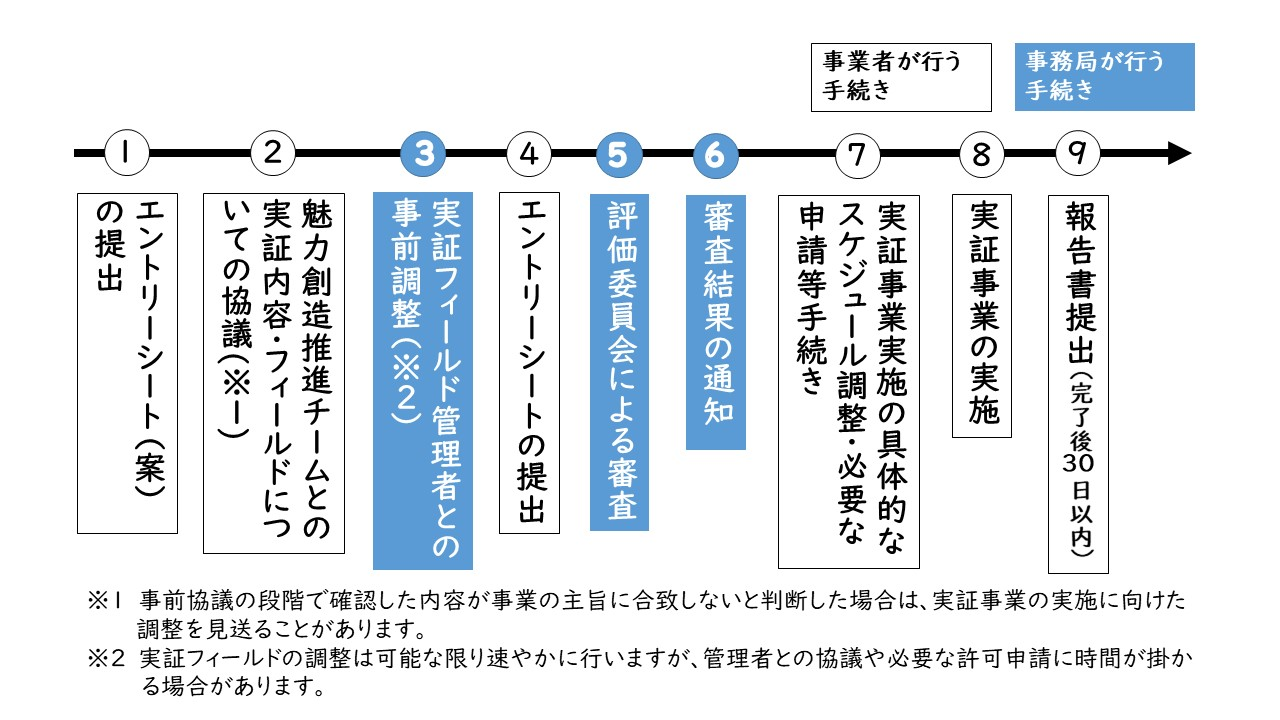 事業者が行う
手続き
事務局が行う
手続き
1
2
3
4
5
6
7
8
9
エントリーシート(案)
の提出
魅力創造推進チームとの
実証内容・フィールドにつ
いての協議(※1)
実証フィールド管理者との
事前調整(※2)
エントリーシートの提出
評価委員会による審査
審査結果の通知
実証事業実施の具体的な
スケジュール調整・必要な
申請等手続き
実証事業の実施
報告書提出(完了後30日以内)
※1 事前協議の段階で確認した内容が事業の主旨に合致しないと判断した場合は、実証事業の実施に向けた
調整を見送ることがあります。
※2 実証フィールドの調整は可能な限り速やかに行いますが、管理者との協議や必要な許可申請に時間が掛か
る場合があります。